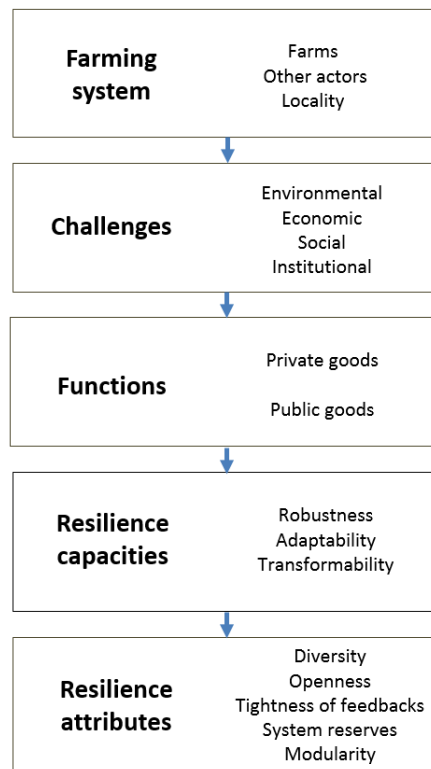 Farming
system
Farms
Other actors
Locality
Challenges
Environmental
Economic
Social
Institutional
Functions
Private goods
Public goods
Resilience
capacities
Robustness
Adaptability
Transformability
Resilience
attributes
Diversity
Openness
Tightness of feedbacks
System reserves
Modularity